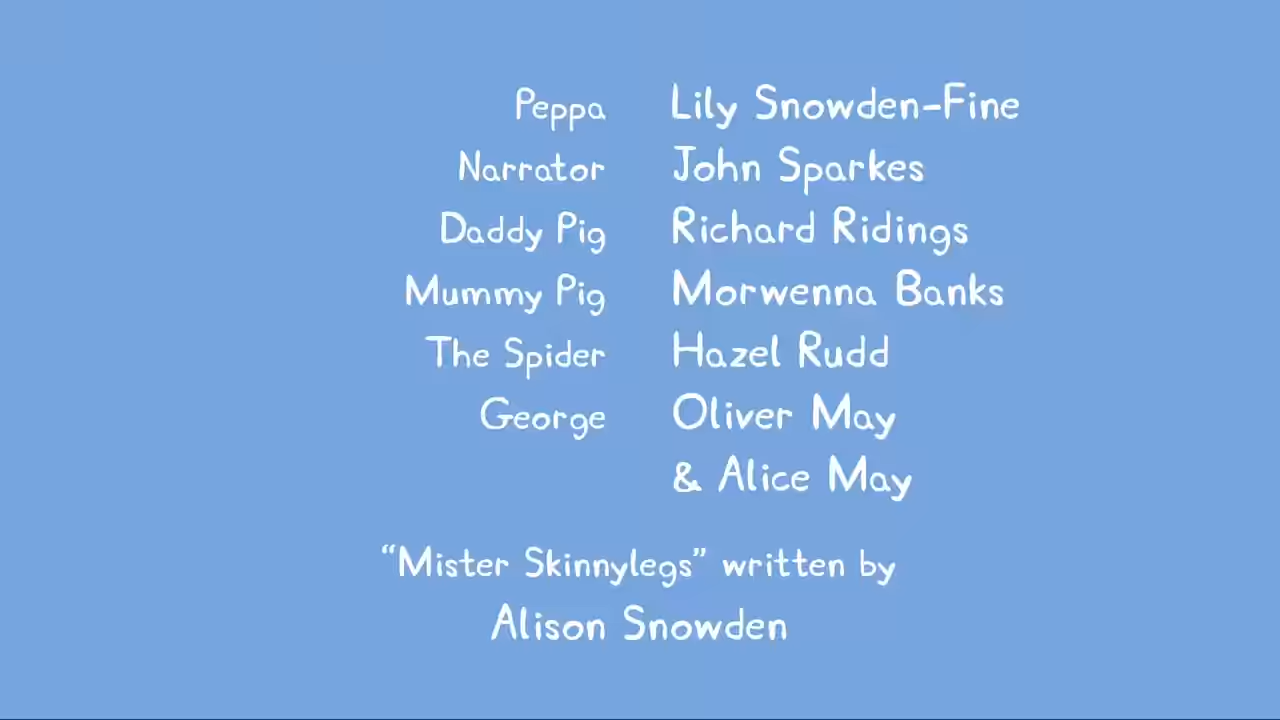 Peppa Lily Snowden-Fine
Narrator John Sparkes
Daddy Pig Richard Ridings
Mummy Pig Morwenna Banks
The Spider Hazel Rudd
George Oliver May
& Alice May
“Mister Skinnylegs” written by
Alison Snowden